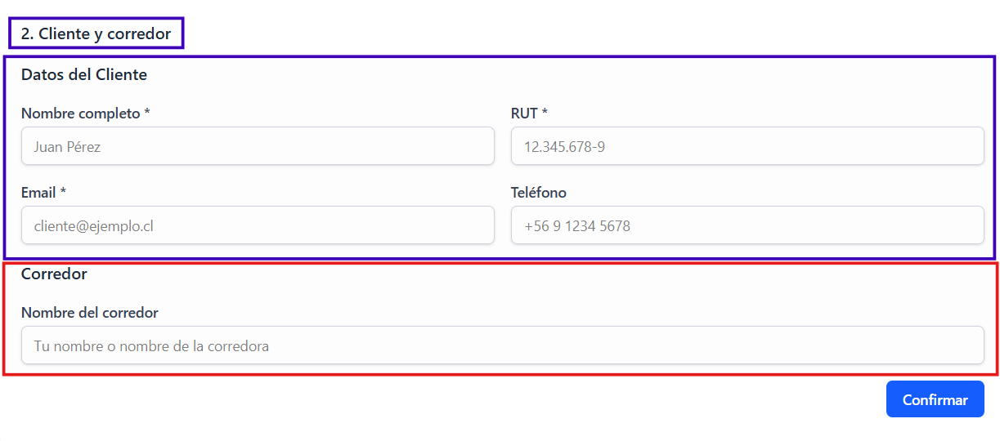 2. Cliente y corredor
Datos del Cliente
Nombre completo *
RUT *
Juan Pérez
12.345.678-9
Email *
Teléfono
cliente@ejemplo.cl
+56 9 1234 5678
Corredor
Nombre del corredor
Tu nombre o nombre de la corredora
Confirmar